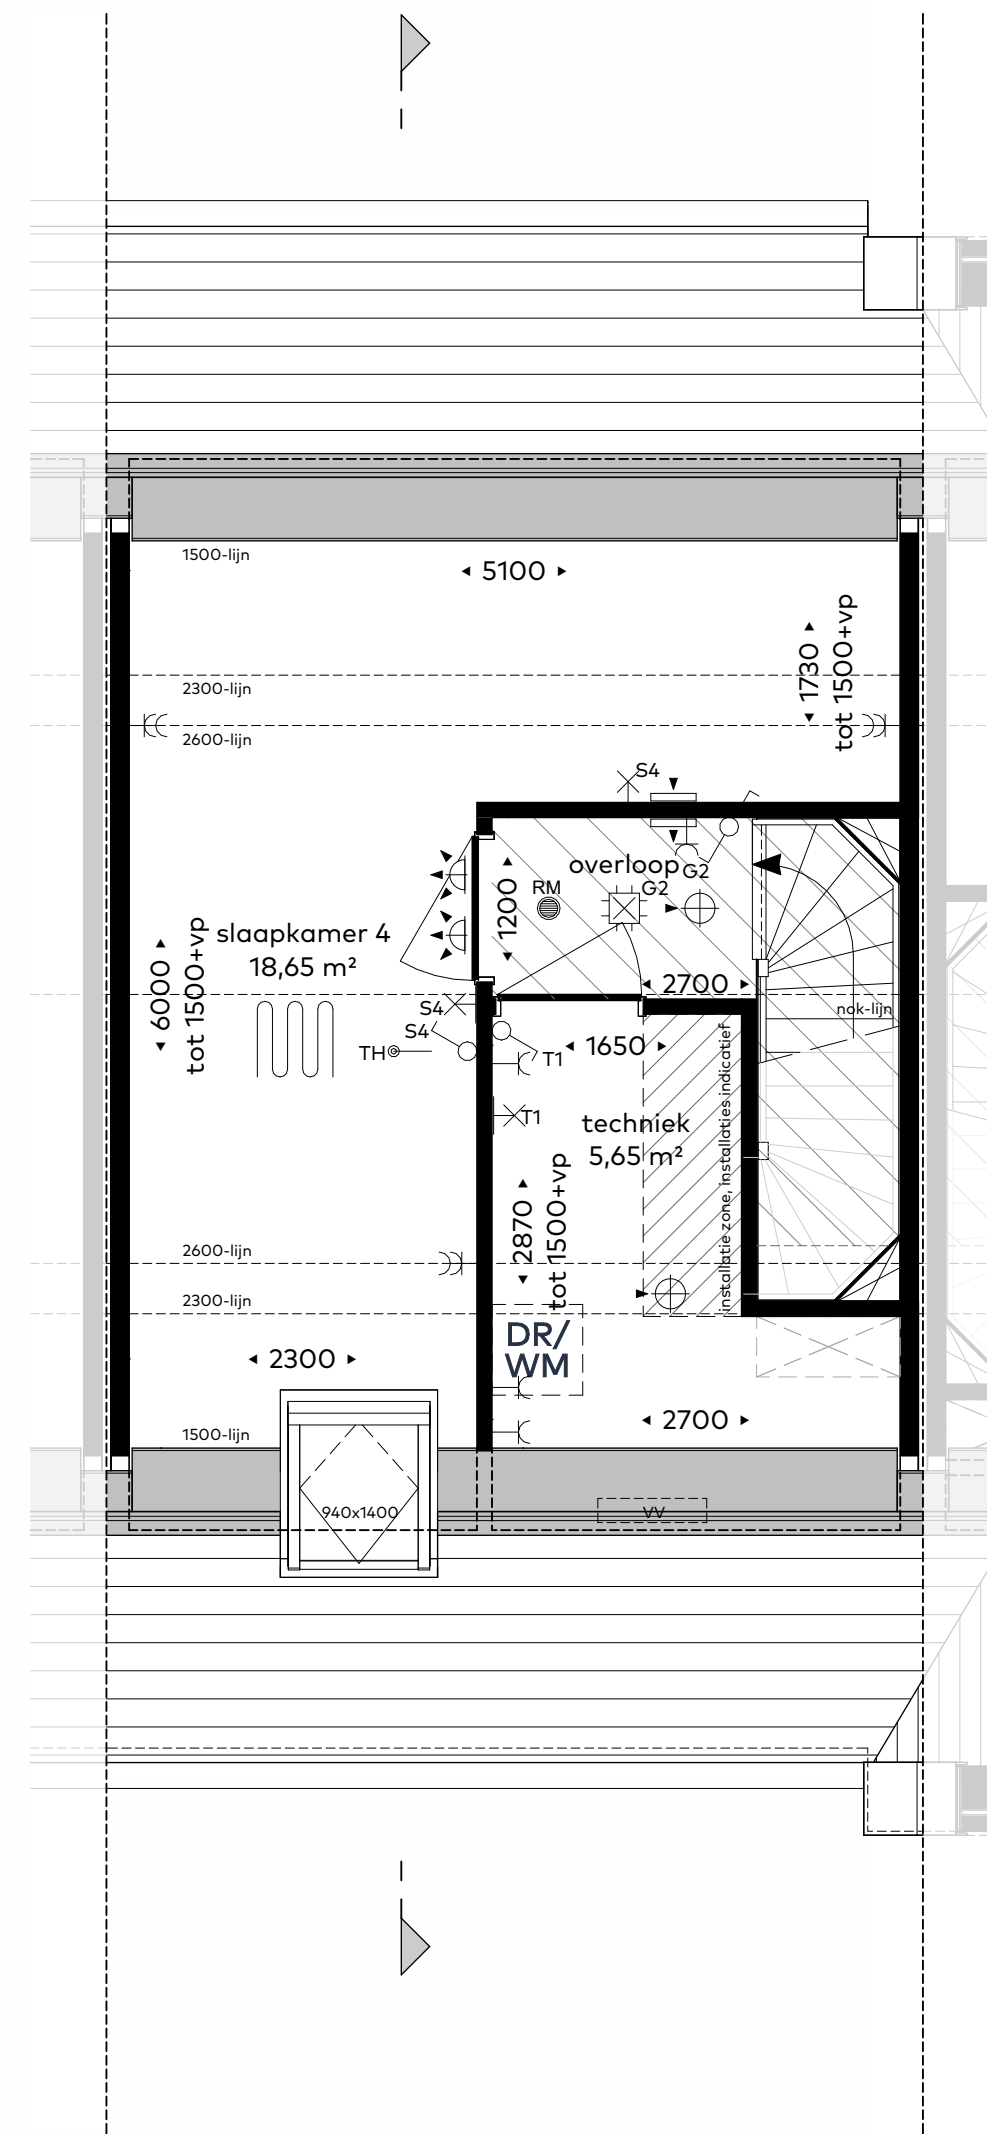 1500-lijn
5100
2300-lijn
1730
tot 1500+vp
2600-lijn
S4
overloop
G2
RM
G2
1200
slaapkamer 4
18,65 m²
6000
tot 1500+vp
2700
S4
nok-lijn
S4
TH
T1
1650
T1
techniek
5,65 m²
installatie zone, installaties indicatief
2870
tot 1500+vp
2600-lijn
2300-lijn
DR/
WM
2300
2700
1500-lijn
940x1400
VV